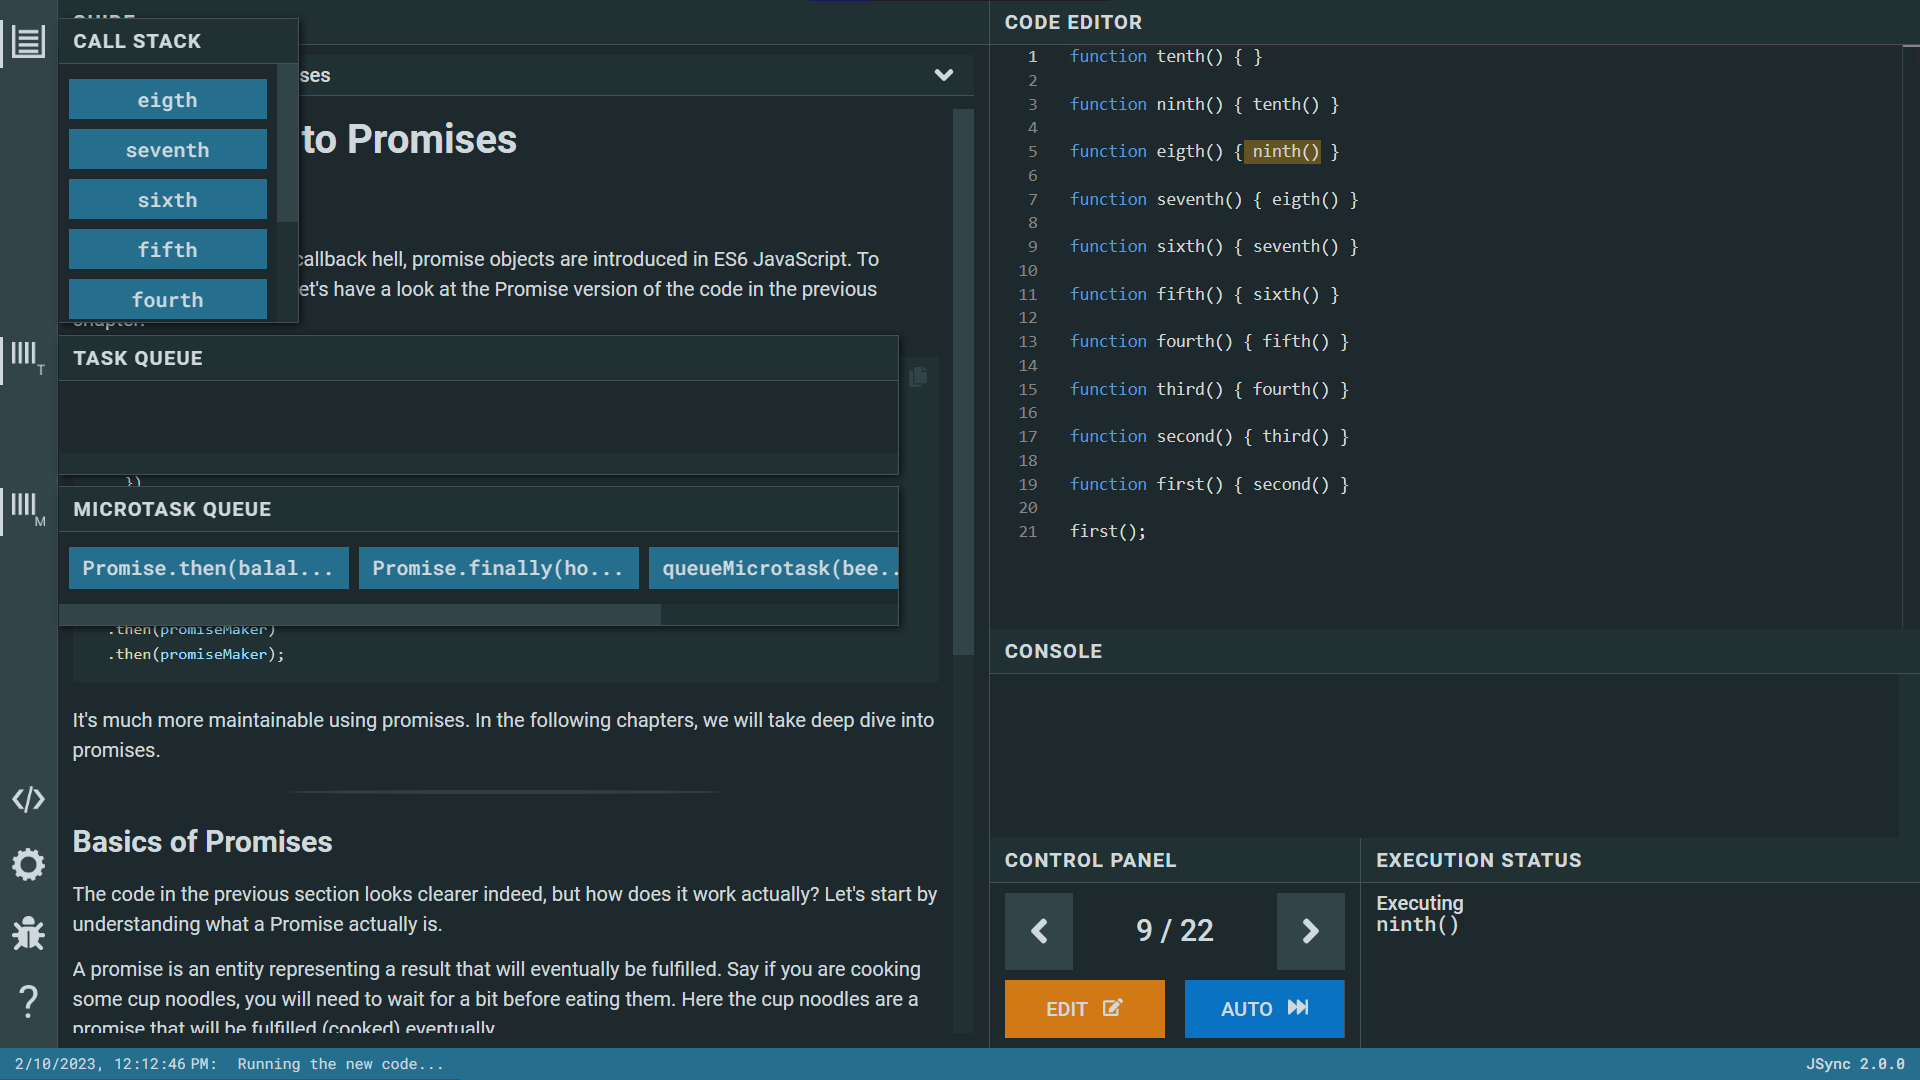 GUIDE
CALL STACK
eigth
seventh
sixth
fifth
fourth
ses
to Promises
callback hell, promise objects are introduced in ES6 JavaScript. To
et's have a look at the Promise version of the code in the previous
chapter:
TASK QUEUE
T
})
MICROTASK QUEUE
M
Promise.then(balal...
Promise.finally(ho...
queueMicrotask(bee..
.then(promiseMaker)
.then(promiseMaker);
It's much more maintainable using promises. In the following chapters, we will take deep dive into
promises.
Basics of Promises
The code in the previous section looks clearer indeed, but how does it work actually? Let's start by
understanding what a Promise actually is.
A promise is an entity representing a result that will eventually be fulfilled. Say if you are cooking
some cup noodles, you will need to wait for a bit before eating them. Here the cup noodles are a
promise that will be fulfilled (cooked) eventually
CODE EDITOR
1 function tenth() { }
2
3 function ninth() { tenth() }
4
5 function eigth() { ninth() }
6
7 function seventh() { eigth() }
8
9 function sixth() { seventh() }
10
11 function fifth() { sixth() }
12
13 function fourth() { fifth() }
14
15 function third() { fourth() }
16
17 function second() { third() }
18
19 function first() { second() }
20
21 first();
CONSOLE
CONTROL PANEL
9 / 22
EDIT
AUTO
EXECUTION STATUS
Executing
ninth()
2/10/2023, 12:12:46 PM: Running the new code...
JSync 2.0.0